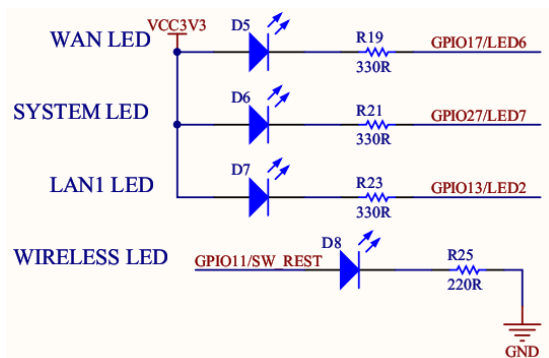 WAN LED
VCC3V3
D5
R19
330R
GPIO17/LED6
SYSTEM LED
D6
R21
330R
GPIO27/LED7
LAN1 LED
D7
R23
330R
GPIO13/LED2
WIRELESS LED
GPIO11/SW_REST
D8
R25
220R
GND